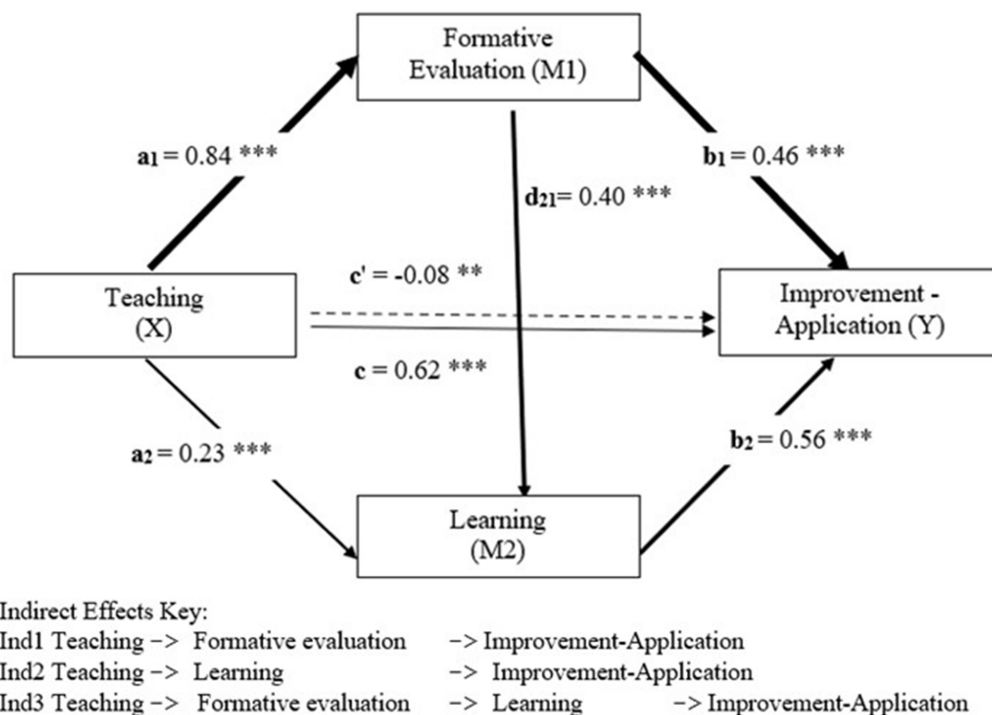 Formative
Evaluation (M1)
a1 = 0.84 ***
b1 = 0.46 ***
d21= 0.40 ***
c' = -0.08 **
Teaching
(X)
Improvement -
Application (Y)
c = 0.62 ***
a2 = 0.23 ***
b2 = 0.56 ***
Learning
(M2)
Indirect Effects Key:
Ind1 Teaching −> Formative evaluation −> Improvement-Application
Ind2 Teaching −> Learning −> Improvement-Application
Ind3 Teaching −> Formative evaluation −> Learning −> Improvement-Application